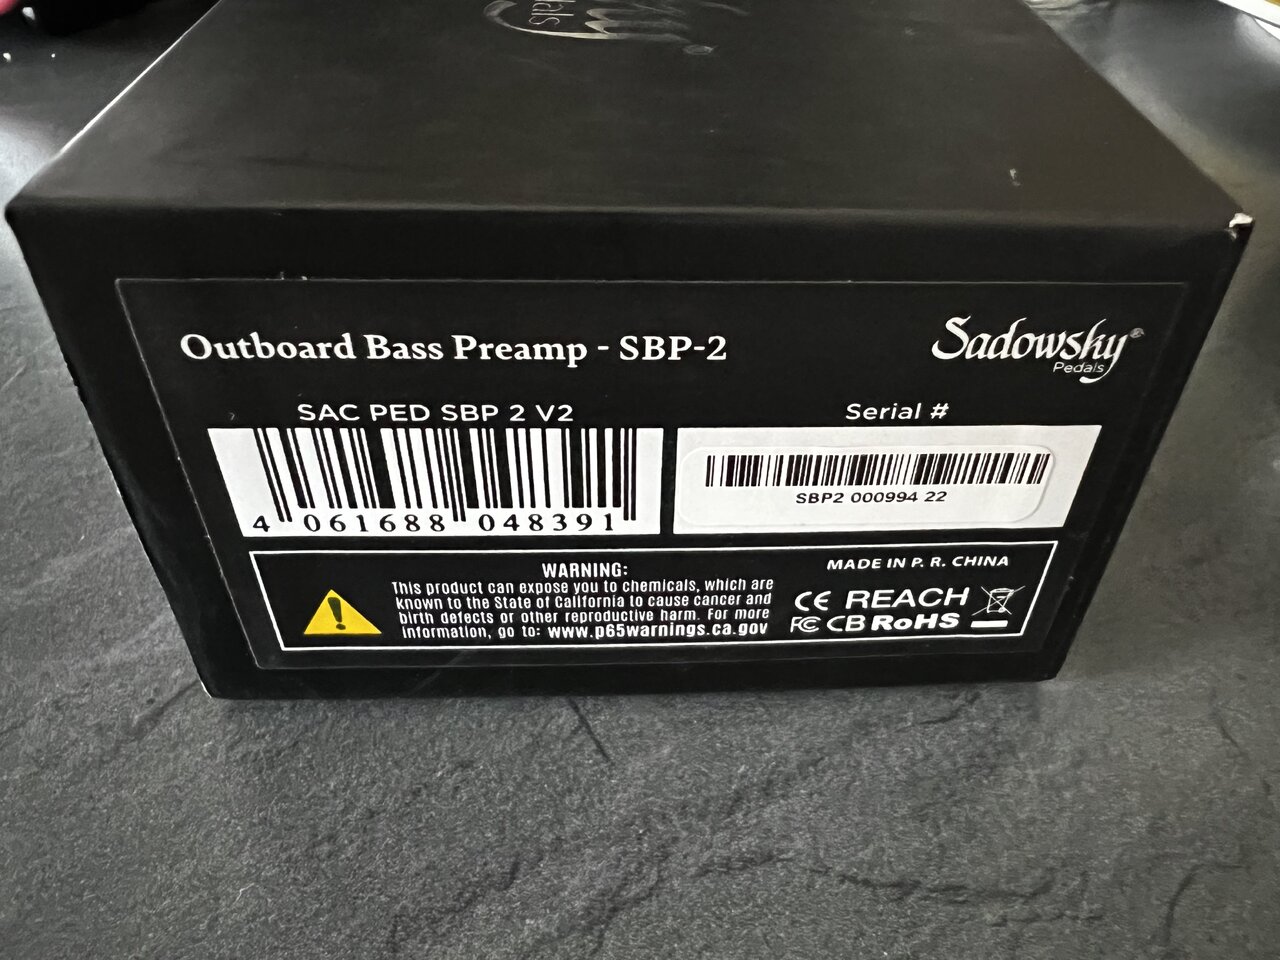 Outboard Bass Preamp - SBP-2
Sadowsky®
Pedals
SAC PED SBP 2 V2
Serial #
4 061688 048391
SBP2 000994 22
WARNING:
This product can expose you to chemicals, which are
known to the State of California to cause cancer and
birth defects or other reproductive harm. For more
information, go to: www.p65warnings.ca.gov
MADE IN P. R. CHINA
CE REACH
FC CB RoHS